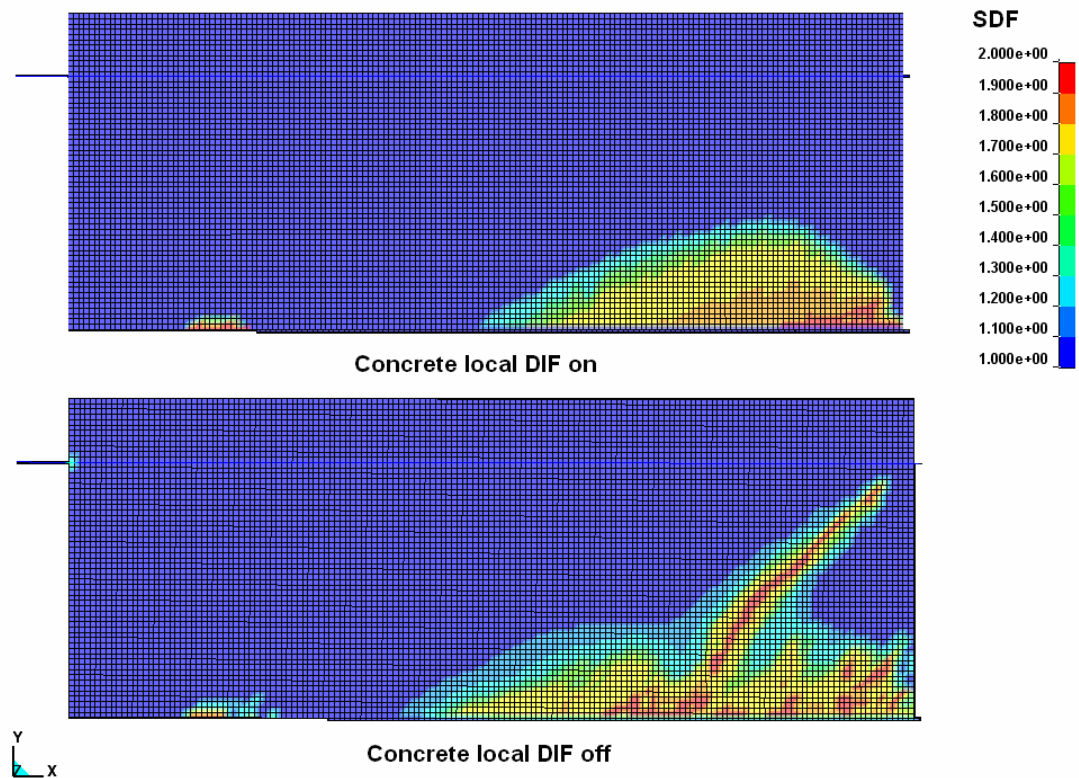 SDF
2.000e+00
1.900e+00
1.800e+00
1.700e+00
1.600e+00
1.500e+00
1.400e+00
1.300e+00
1.200e+00
1.100e+00
1.000e+00
Concrete local DIF on
Concrete local DIF off
Y
Z X